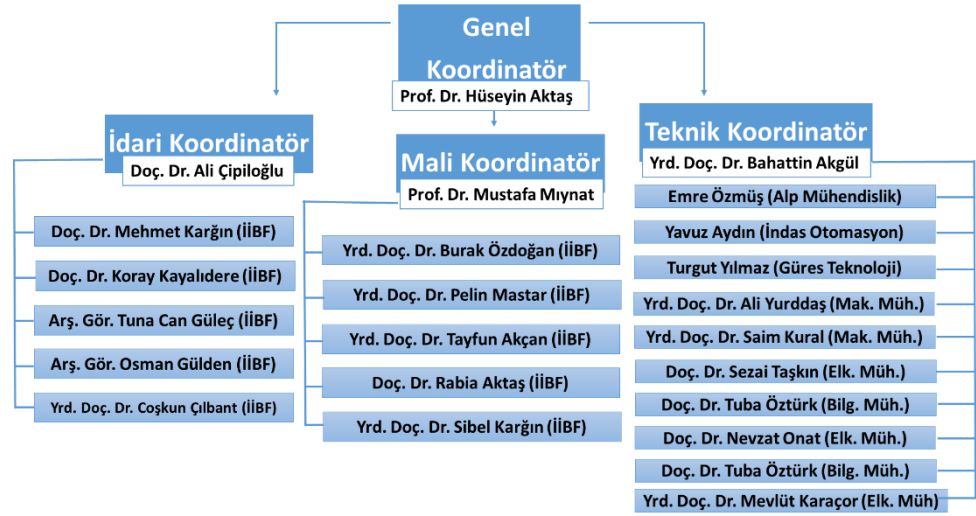 Genel
Koordinatör
Prof. Dr. Hüseyin Aktaş
İdari Koordinatör
Doç. Dr. Ali Çipiloğlu
Doç. Dr. Mehmet Karğın (İİBF)
Doç. Dr. Koray Kayalıdere (İİBF)
Arş. Gör. Tuna Can Güleç (İİBF)
Arş. Gör. Osman Gülden (İİBF)
Yrd. Doç. Dr. Coşkun Çılbant (İİBF)
Mali Koordinatör
Prof. Dr. Mustafa Mıynat
Yrd. Doç. Dr. Burak Özdoğan (İİBF)
Yrd. Doç. Dr. Pelin Mastar (İİBF)
Yrd. Doç. Dr. Tayfun Akçan (İİBF)
Doç. Dr. Rabia Aktaş (İİBF)
Yrd. Doç. Dr. Sibel Karğın (İİBF)
Teknik Koordinatör
Yrd. Doç. Dr. Bahattin Akgül
Emre Özmüş (Alp Mühendislik)
Yavuz Aydın (İndas Otomasyon)
Turgut Yılmaz (Güres Teknoloji)
Yrd. Doç. Dr. Ali Yurddaş (Mak. Müh.)
Yrd. Doç. Dr. Saim Kural (Mak. Müh.)
Doç. Dr. Sezai Taşkın (Elk. Müh.)
Doç. Dr. Tuba Öztürk (Bilg. Müh.)
Doç. Dr. Nevzat Onat (Elk. Müh.)
Doç. Dr. Tuba Öztürk (Bilg. Müh.)
Yrd. Doç. Dr. Mevlüt Karaçor (Elk. Müh)